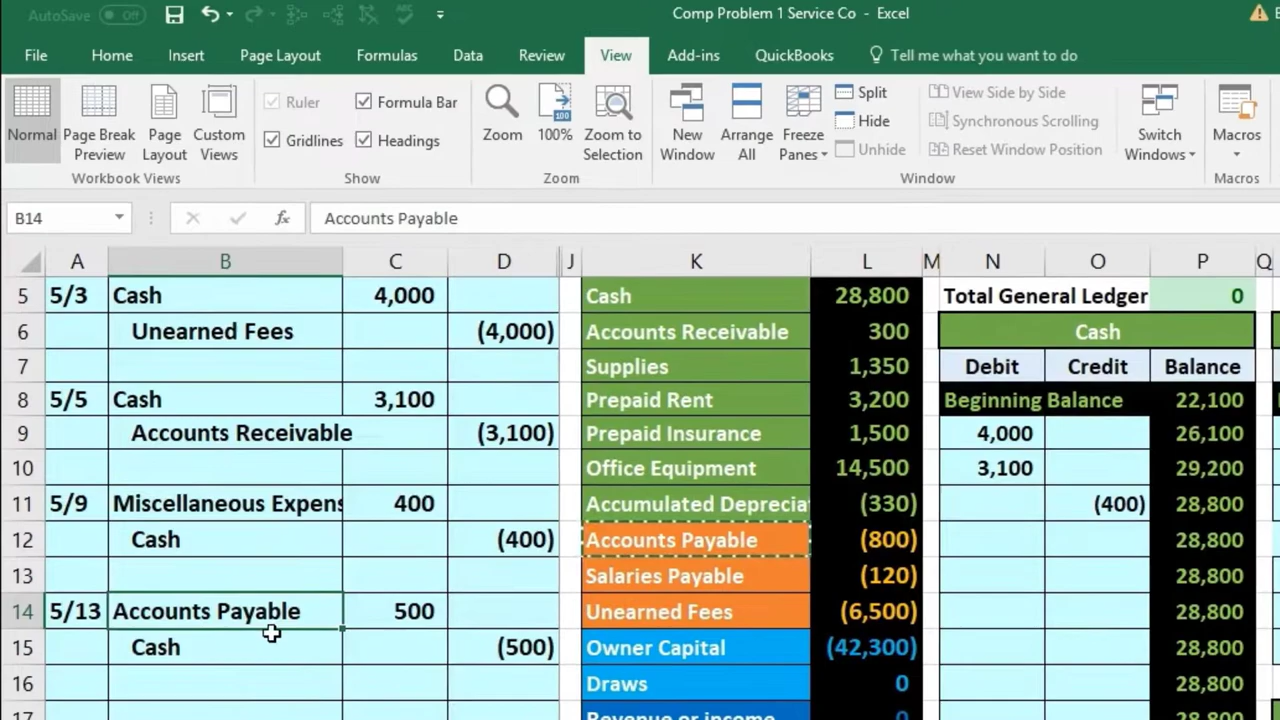 AutoSave Off Comp Problem 1 Service Co - Excel
File Home Insert Page Layout Formulas Data Review View Add-ins QuickBooks Tell me what you want to do
Normal
Page Break Preview
Page Layout
Custom Views
Workbook Views
Ruler
Formula Bar
Gridlines
Headings
Show
Zoom
100%
Zoom to Selection
Zoom
New Window
Arrange All
Freeze Panes
Split
Hide
Unhide
View Side by Side
Synchronous Scrolling
Reset Window Position
Switch Windows
Window
Macros
Macros
B14 fx Accounts Payable
A B C D J K L M N O P Q
5 5/3 Cash 4,000 Cash 28,800 Total General Ledger 0
6 Unearned Fees (4,000) Accounts Receivable 300 Cash
7 Supplies 1,350 Debit Credit Balance
8 5/5 Cash 3,100 Prepaid Rent 3,200 Beginning Balance 22,100
9 Accounts Receivable (3,100) Prepaid Insurance 1,500 4,000 26,100
10 Office Equipment 14,500 3,100 29,200
11 5/9 Miscellaneous Expens 400 Accumulated Deprecia (330) (400) 28,800
12 Cash (400) Accounts Payable (800) 28,800
13 Salaries Payable (120) 28,800
14 5/13 Accounts Payable 500 Unearned Fees (6,500) 28,800
15 Cash (500) Owner Capital (42,300) 28,800
16 Draws 0 28,800
17 Revenue or income 0 28,800